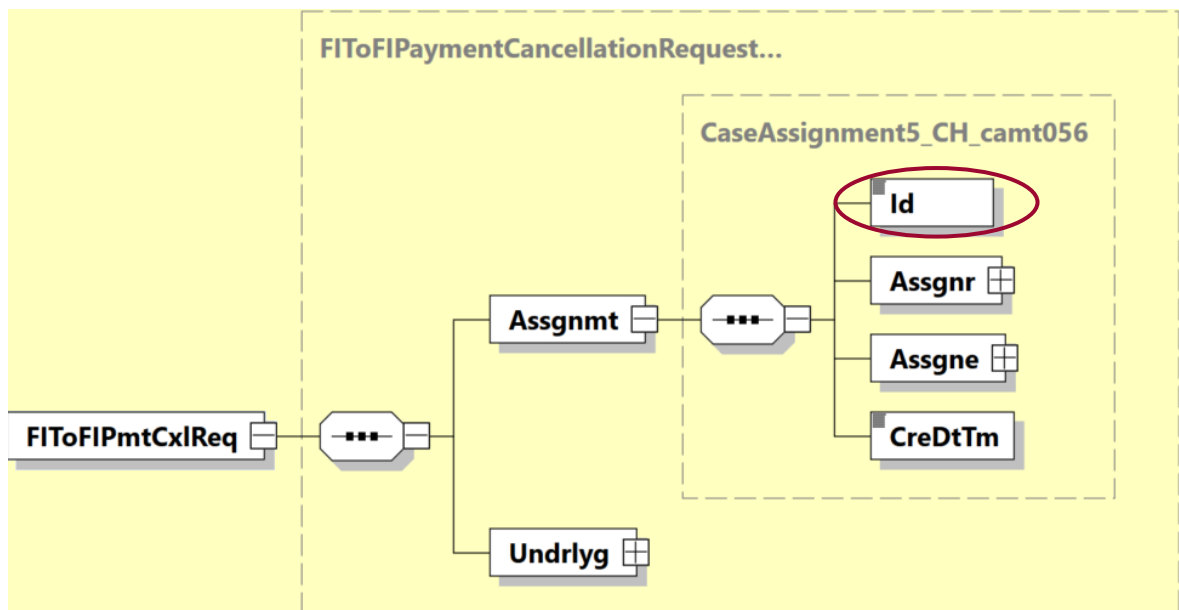 FIToFIPaymentCancellationRequest...
CaseAssignment5_CH_camt056
Id
Assgnr
Assgnmt
Assgne
FIToFIPmtCxlReq
CreDtTm
Undrlyg